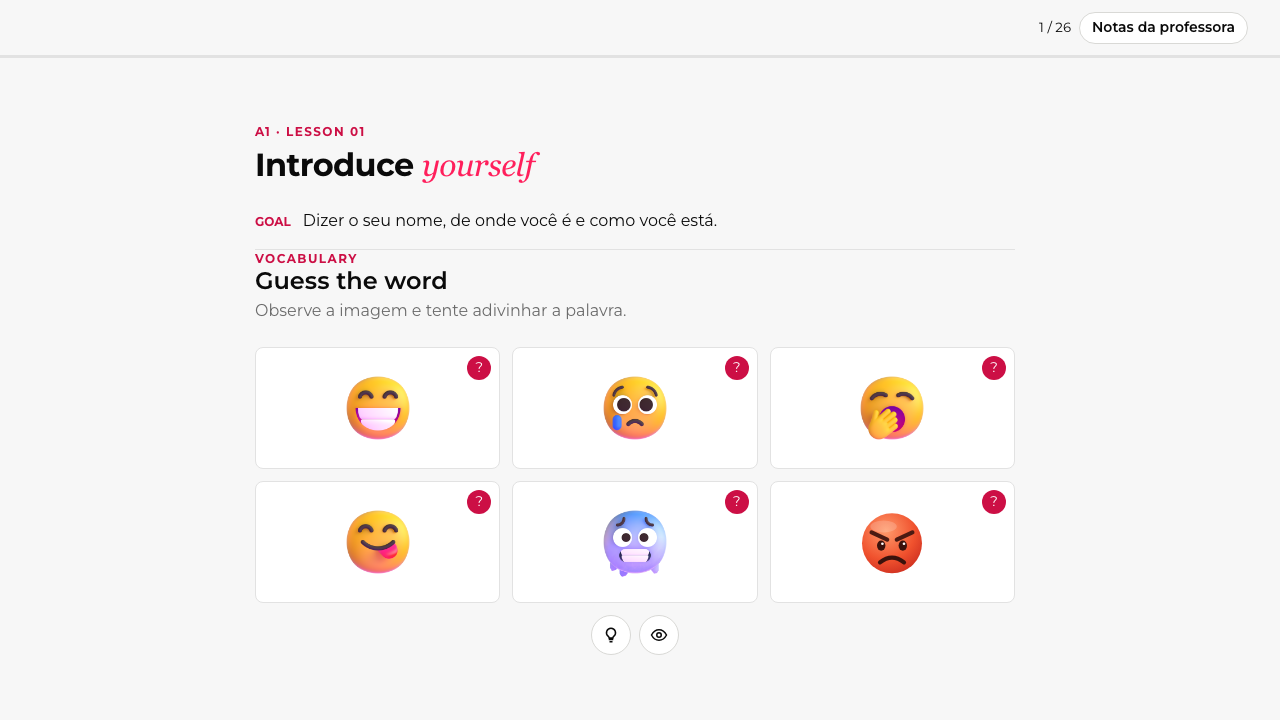 1 / 26 Notas da professora
A1 · LESSON 01
Introduce yourself
GOAL Dizer o seu nome, de onde você é e como você está.
VOCABULARY
Guess the word
Observe a imagem e tente adivinhar a palavra.
? ? ?
? ? ?